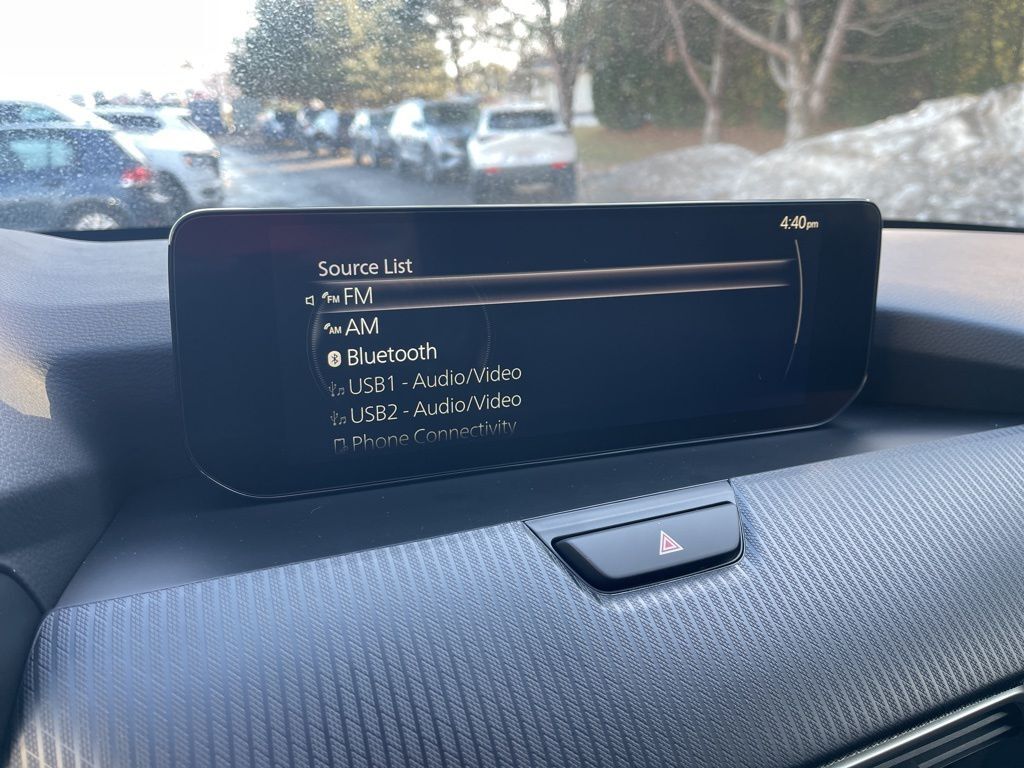 4:40pm
Source List
FM FM
AM AM
Bluetooth
USB1 - Audio/Video
USB2 - Audio/Video
Phone Connectivity